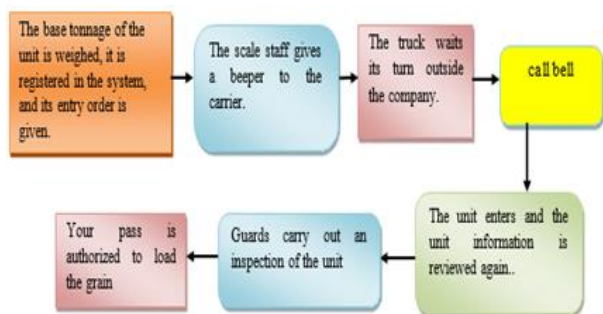 The base tonnage of the
unit is weighed, it is
registered in the system,
and its entry order is
given.
The scale staff gives
a beeper to the
carrier.
The truck waits
its turn outside
the company.
call bell
The unit enters and the
unit information is
reviewed again..
Guards carry out an
inspection of the unit
Your pass is
authorized to load
the grain